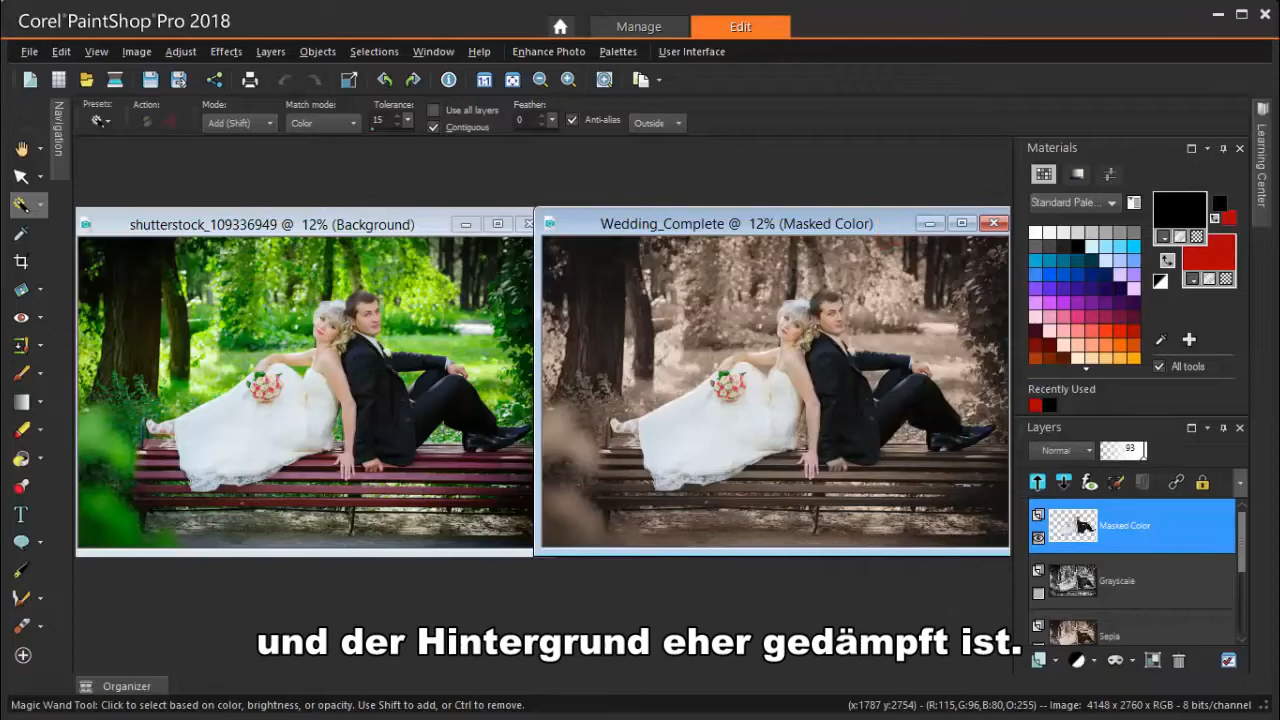 Corel PaintShop Pro 2018
Manage
Edit
File Edit View Image Adjust Effects Layers Objects Selections Window Help Enhance Photo Palettes User Interface
Presets:
Action:
Mode:
Add (Shift)
Match mode:
Color
Tolerance:
15
Use all layers
Contiguous
Feather:
0
Anti-alias
Outside
Navigation
Learning Center
shutterstock_109336949 @ 12% (Background)
Wedding_Complete @ 12% (Masked Color)
Materials
Standard Pale...
All tools
Recently Used
Layers
Normal
93
Masked Color
Grayscale
Sepia
und der Hintergrund eher gedämpft ist.
Organizer
Magic Wand Tool: Click to select based on color, brightness, or opacity. Use Shift to add, or Ctrl to remove.
(x:1787 y:2754) -- (R:115,G:96,B:80,O:255) -- Image: 4148 x 2760 x RGB - 8 bits/channel